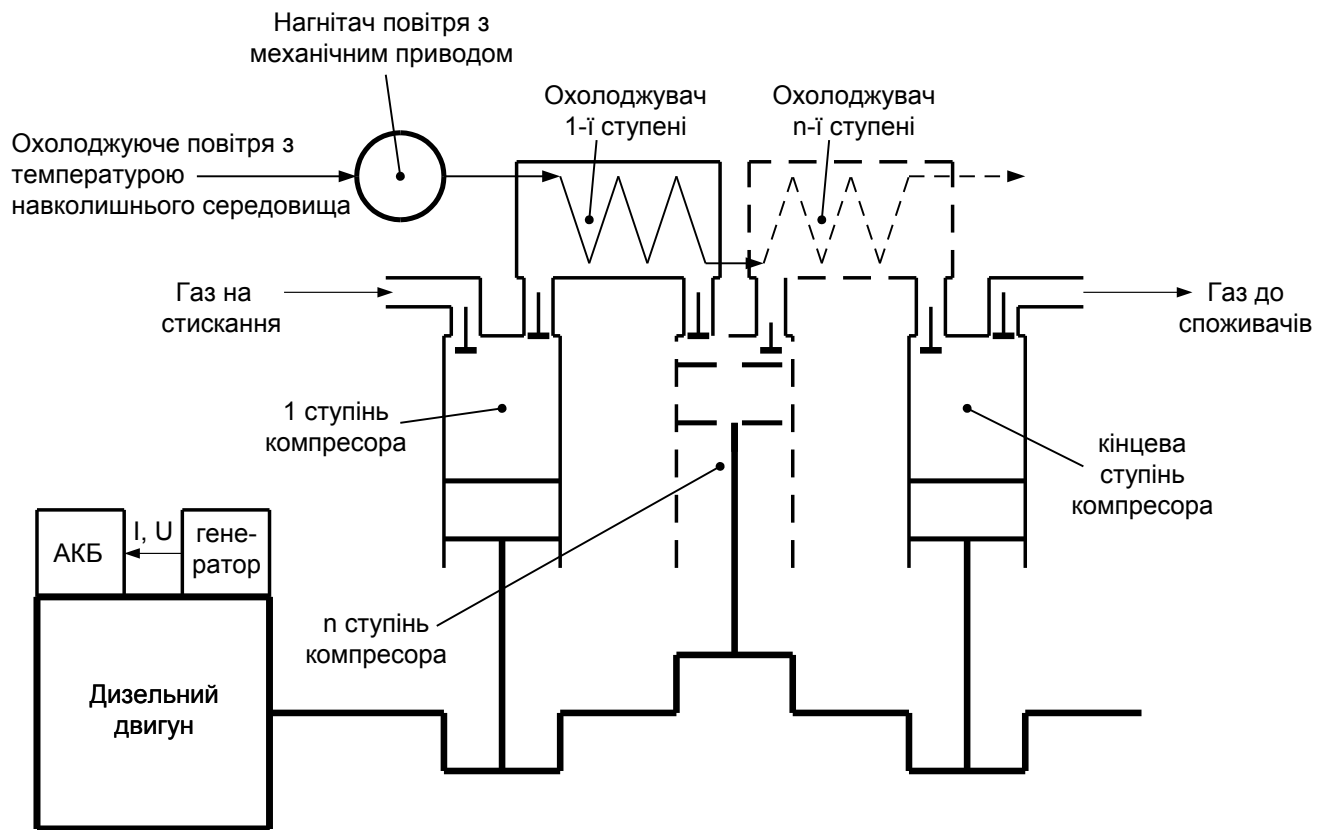 Нагнітач повітря з
механічним приводом
Охолоджувач
1-ї ступені
Охолоджувач
n-ї ступені
Охолоджуюче повітря з
температурою
навколишнього середовища
Газ на
стискання
Газ до
споживачів
1 ступінь
компресора
кінцева
ступінь
компресора
АКБ
I, U
гене-
ратор
n ступінь
компресора
Дизельний
двигун